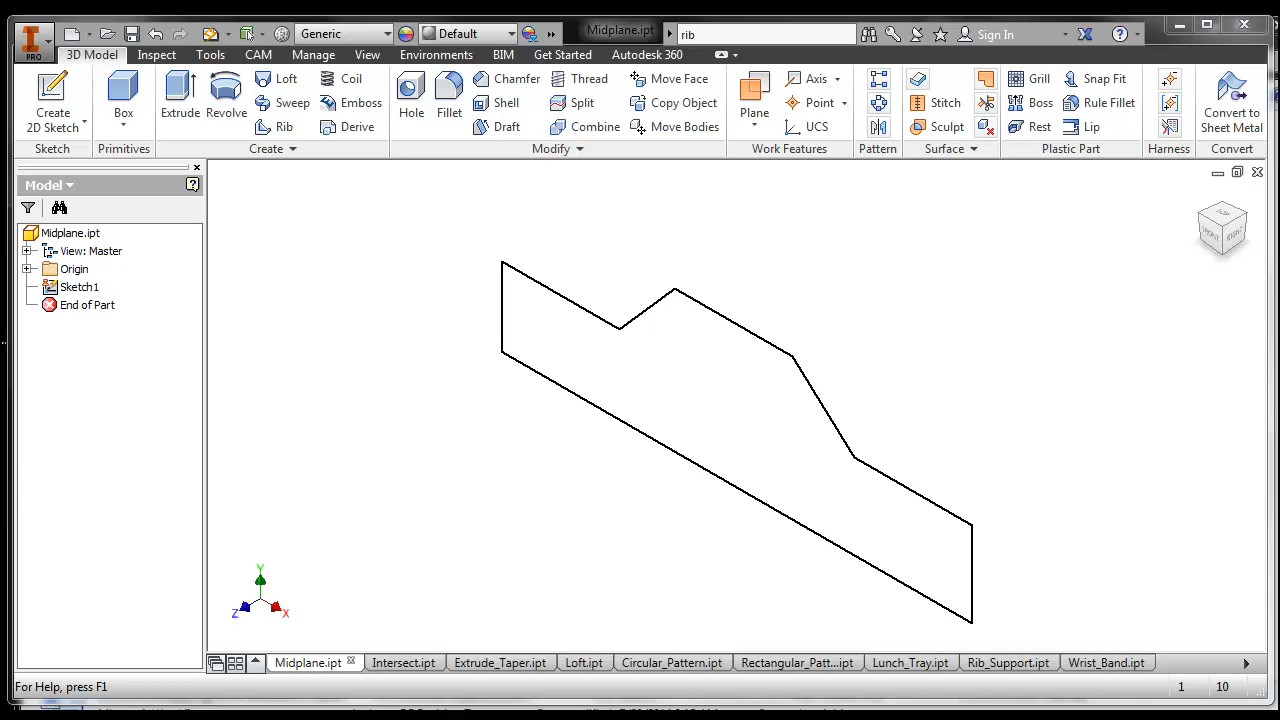 PRO
Generic
Default
Midplane.ipt
rib
Sign In
3D Model
Inspect
Tools
CAM
Manage
View
Environments
BIM
Get Started
Autodesk 360
Create
2D Sketch
Box
Extrude
Revolve
Loft
Sweep
Rib
Coil
Emboss
Derive
Hole
Fillet
Chamfer
Shell
Draft
Thread
Split
Combine
Move Face
Copy Object
Move Bodies
Plane
Axis
Point
UCS
Stitch
Sculpt
Grill
Boss
Rest
Snap Fit
Rule Fillet
Lip
Convert to
Sheet Metal
Sketch
Primitives
Create
Modify
Work Features
Pattern
Surface
Plastic Part
Harness
Convert
Model
Midplane.ipt
View: Master
Origin
Sketch1
End of Part
TOP
FRONT
RIGHT
Y
Z
X
Midplane.ipt
Intersect.ipt
Extrude_Taper.ipt
Loft.ipt
Circular_Pattern.ipt
Rectangular_Patt...ipt
Lunch_Tray.ipt
Rib_Support.ipt
Wrist_Band.ipt
For Help, press F1
1
10